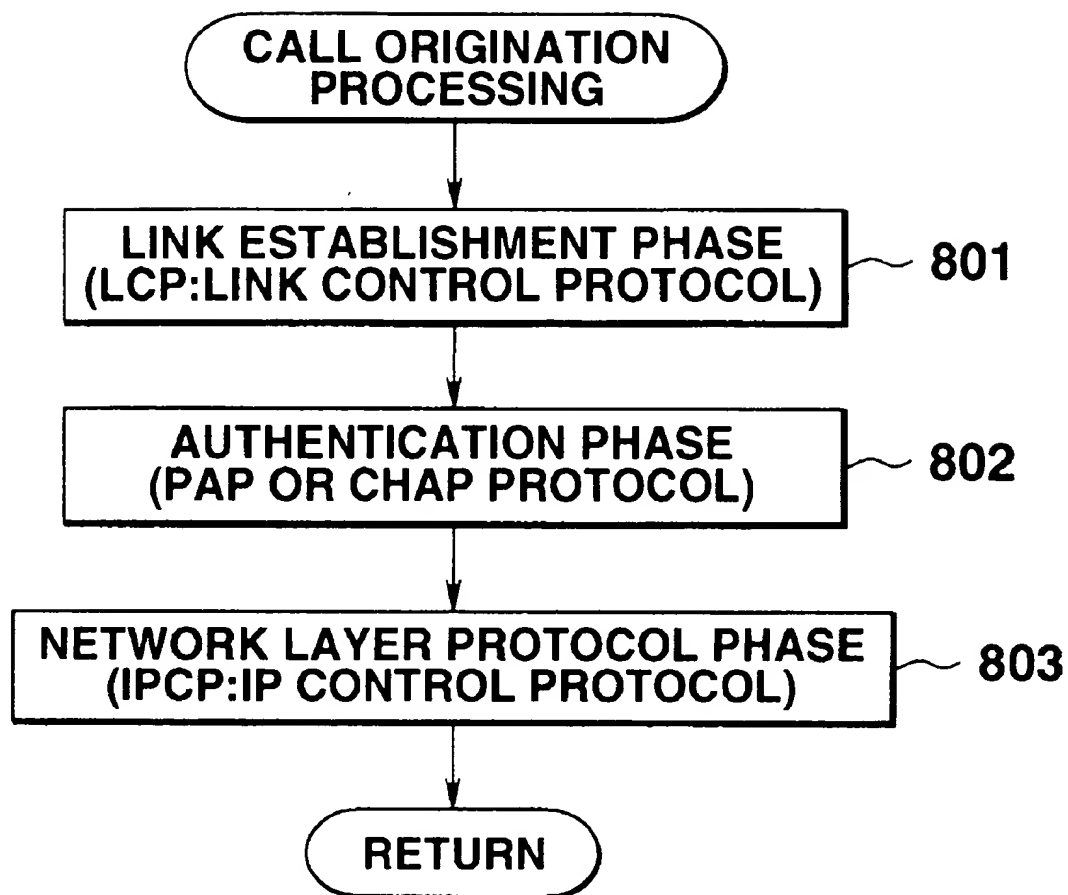 CALL ORIGINATION
PROCESSING
LINK ESTABLISHMENT PHASE
(LCP:LINK CONTROL PROTOCOL)
801
AUTHENTICATION PHASE
(PAP OR CHAP PROTOCOL)
802
NETWORK LAYER PROTOCOL PHASE
(IPCP:IP CONTROL PROTOCOL)
803
RETURN